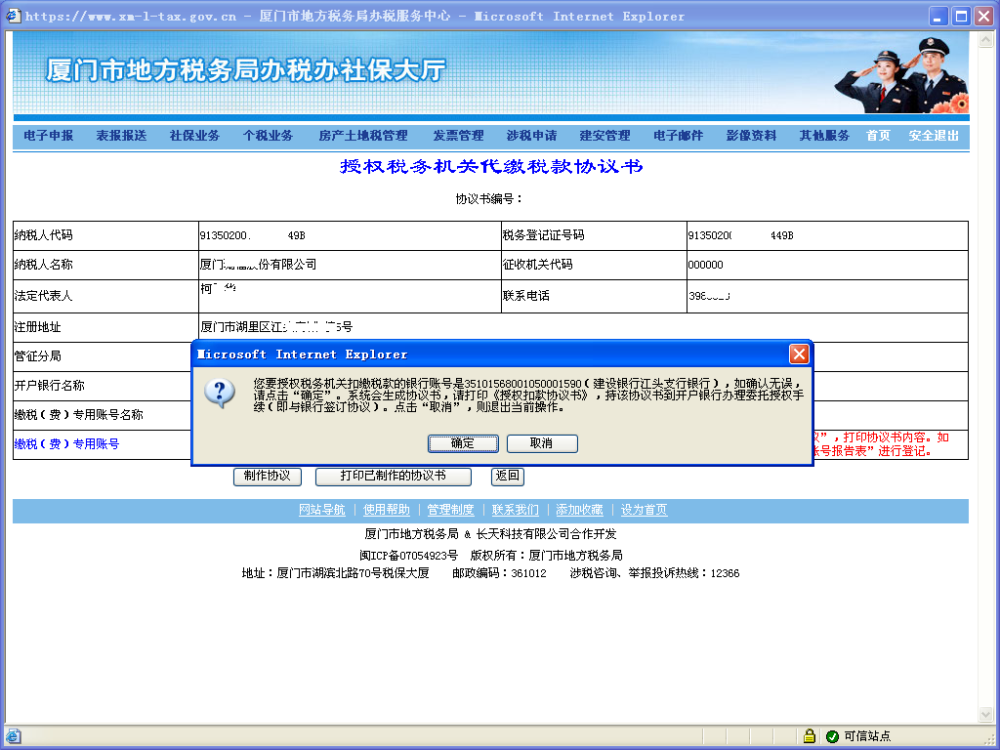 https://www.xm-l-tax.gov.cn - 厦门市地方税务局办税服务中心 - Microsoft Internet Explorer
厦门市地方税务局办税办社保大厅
电子申报 表报报送 社保业务 个税业务 房产土地税管理 发票管理 涉税申请 建安管理 电子邮件 影像资料 其他服务 首页 安全退出
授权税务机关代缴税款协议书
协议书编号：
纳税人代码 91350200. 49B 税务登记证号码 9135020 449B
纳税人名称 厦门 份有限公司 征收机关代码 000000
法定代表人 柯 联系电话 398
注册地址 厦门市湖里区江 号
管征分局
开户银行名称
缴税（费）专用账号名称
缴税（费）专用账号
议”，打印协议书内容。如
账号报告表”进行登记。
Microsoft Internet Explorer
您要授权税务机关扣缴税款的银行账号是35101568001050001590（建设银行江头支行银行），如确认无误，
请点击“确定”。系统会生成协议书，请打印《授权扣款协议书》，持该协议书到开户银行办理委托授权手
续（即与银行签订协议）。点击“取消”，则退出当前操作。
确定 取消
制作协议 打印已制作的协议书 返回
网站导航 | 使用帮助 | 管理制度 | 联系我们 | 添加收藏 | 设为首页
厦门市地方税务局 & 长天科技有限公司合作开发
闽ICP备07054923号 版权所有：厦门市地方税务局
地址：厦门市湖滨北路70号税保大厦 邮政编码：361012 涉税咨询、举报投诉热线：12366
可信站点